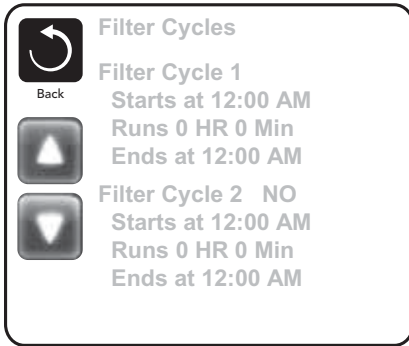 Filter Cycles
Back
Filter Cycle 1
Starts at 12:00 AM
Runs 0 HR 0 Min
Ends at 12:00 AM
Filter Cycle 2 NO
Starts at 12:00 AM
Runs 0 HR 0 Min
Ends at 12:00 AM